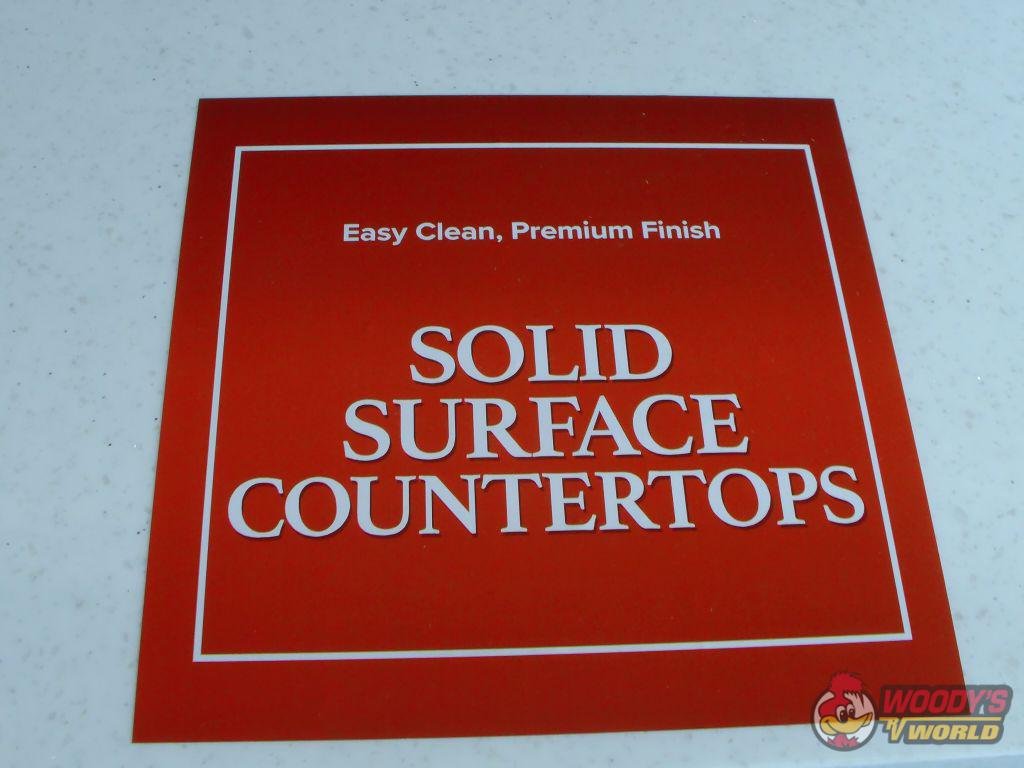 Easy Clean, Premium Finish
SOLID
SURFACE
COUNTERTOPS
WOODY'S
RV WORLD